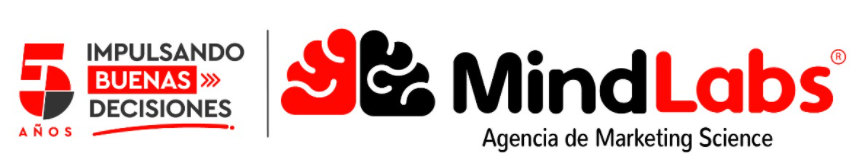 5
AÑOS
IMPULSANDO
BUENAS »»
DECISIONES
MindLabs®
Agencia de Marketing Science